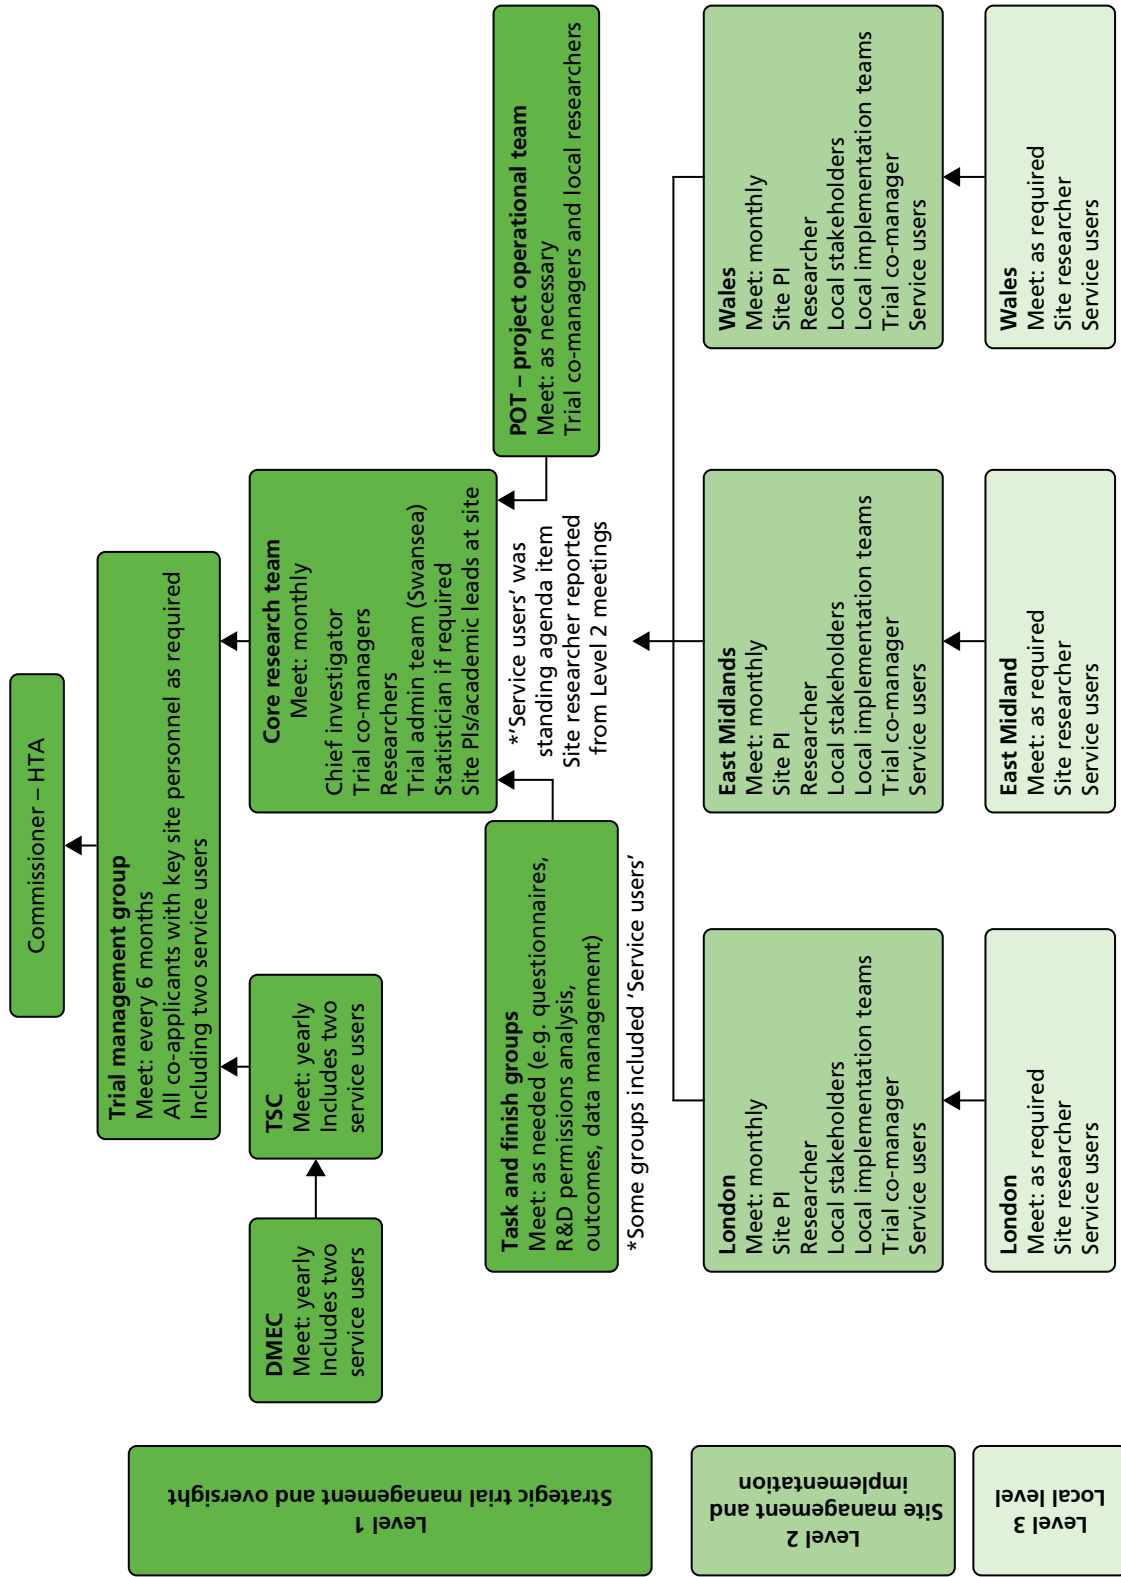 Commissioner – HTA
Trial management group
Meet: every 6 months
All co-applicants with key site personnel as required
Including two service users
DMEC
Meet: yearly
Includes two
service users
TSC
Meet: yearly
Includes two
service users
Core research team
Meet: monthly
Chief investigator
Trial co-managers
Researchers
Trial admin team (Swansea)
Statistician if required
Site PIs/academic leads at site
Task and finish groups
Meet: as needed (e.g. questionnaires,
R&D permissions analysis,
outcomes, data management)
*Some groups included ‘Service users’
*‘Service users’ was
standing agenda item
Site researcher reported
from Level 2 meetings
POT – project operational team
Meet: as necessary
Trial co-managers and local researchers
Level 1
Strategic trial management and oversight
Level 2
Site management and
implementation
London
Meet: monthly
Site PI
Researcher
Local stakeholders
Local implementation teams
Trial co-manager
Service users
East Midlands
Meet: monthly
Site PI
Researcher
Local stakeholders
Local implementation teams
Trial co-manager
Service users
Wales
Meet: monthly
Site PI
Researcher
Local stakeholders
Local implementation teams
Trial co-manager
Service users
Level 3
Local level
London
Meet: as required
Site researcher
Service users
East Midland
Meet: as required
Site researcher
Service users
Wales
Meet: as required
Site researcher
Service users